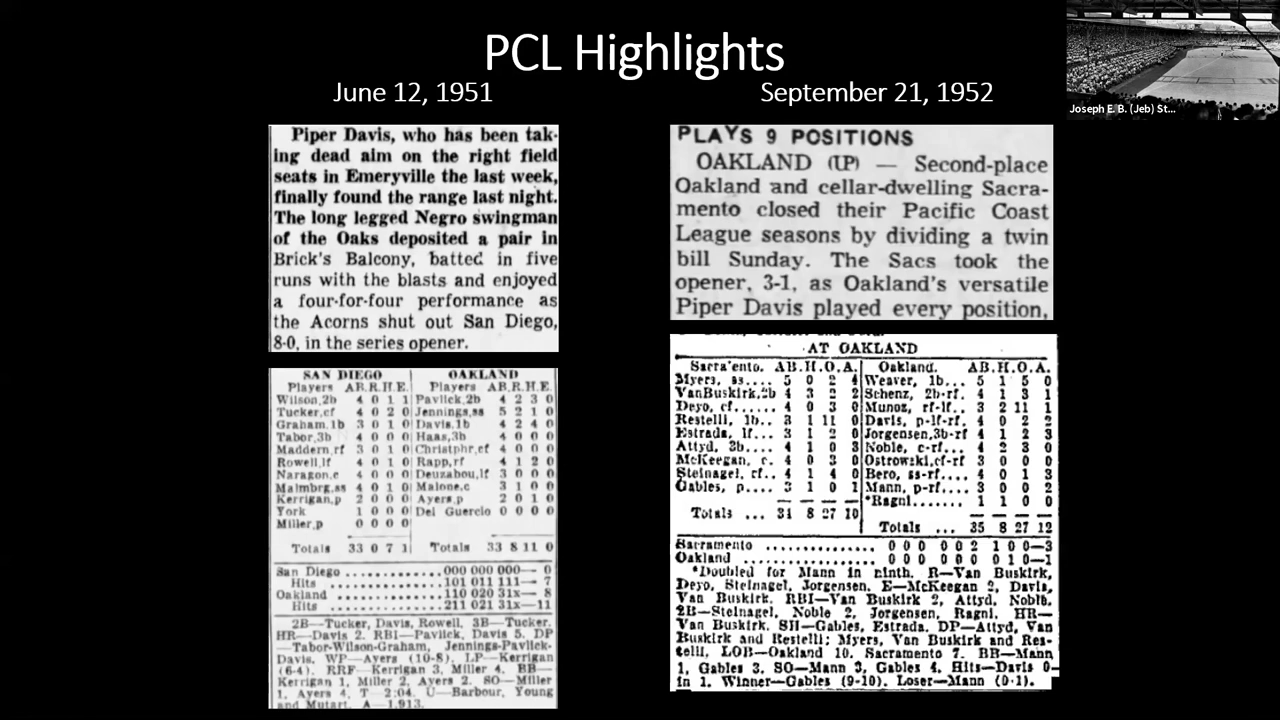 PCL Highlights
June 12, 1951
September 21, 1952
Joseph E. B. (Jeb) St...
Piper Davis, who has been tak-
ing dead aim on the right field
seats in Emeryville the last week,
finally found the range last night.
The long legged Negro swingman
of the Oaks deposited a pair in
Brick's Balcony, batted in five
runs with the blasts and enjoyed
a four-for-four performance as
the Acorns shut out San Diego,
8-0, in the series opener.
SAN DIEGO OAKLAND
Players AB.R.H.E. Players AB.R.H.E.
Wilson,2b 4 0 1 1 Pavlick,2b 4 2 3 0
Tucker,cf 4 0 2 0 Jennings,ss 5 2 1 0
Graham,1b 3 0 1 0 Davis,1b 4 2 4 0
Tabor,3b 4 0 0 0 Haas,3b 4 0 0 0
Maddern,rf 3 0 1 0 Christphr,cf 4 0 0 0
Rowell,lf 4 0 1 0 Rapp,rf 4 1 2 0
Naragon,c 4 0 0 0 Deuzabou,lf 3 0 0 0
Malmbrg,ss 4 0 1 0 Malone,c 3 1 0 0
Kerrigan,p 2 0 0 0 Ayers,p 2 0 1 0
York 1 0 0 0 Del Guercio 0 0 0 0
Miller,p 0 0 0 0
Totals 33 0 7 1 Totals 33 8 11 0
San Diego ............. 000 000 000— 0
Hits ............... 101 011 111— 7
Oakland ............... 110 020 31x— 8
Hits ............... 211 021 31x—11
2B—Tucker, Davis, Rowell. 3B—Tucker.
HR—Davis 2. RBI—Pavlick, Davis 5. DP
—Tabor-Wilson-Graham, Jennings-Pavlick-
Davis. WP—Ayers (10-8). LP—Kerrigan
(6-4). RRF—Kerrigan 3, Miller 4. BB—
Kerrigan 1, Miller 2, Ayers 2. SO—Miller
1, Ayers 4. T—2:04. U—Barbour, Young
and Mutart. A—1,913.
PLAYS 9 POSITIONS
OAKLAND (UP) — Second-place
Oakland and cellar-dwelling Sacra-
mento closed their Pacific Coast
League seasons by dividing a twin
bill Sunday. The Sacs took the
opener, 3-1, as Oakland's versatile
Piper Davis played every position,
AT OAKLAND
Sacra'ento. AB.H.O.A. Oakland. AB.H.O.A.
Myers, ss.... 5 0 2 4 Weaver, 1b... 5 1 5 0
VanBuskirk,2b 4 3 2 2 Schenz, 2b-rf. 4 1 3 1
Deyo, cf...... 4 0 3 0 Munoz, rf-lf.. 3 2 11 1
Restelli, 1b.. 3 1 11 0 Davis, p-lf-rf. 4 0 2 2
Estrada, lf... 3 1 2 0 Jorgensen,3b-rf 4 1 2 3
Attyd, 3b.... 4 1 0 3 Noble, c-rf... 4 2 3 0
McKeegan, c. 4 0 3 0 Ostrowski,cf-rf 3 0 0 0
Steinagel, cf.. 4 1 4 0 Bero, ss-rf.... 4 0 1 3
Gables, p.... 3 1 0 1 Mann, p-rf... 3 0 0 2
*Ragni....... 1 1 0 0
Totals ... 34 8 27 10
Totals ... 35 8 27 12
Sacramento ............... 0 0 0 0 0 2 1 0 0—3
Oakland .................. 0 0 0 0 0 0 0 1 0—1
*Doubled for Mann in ninth. R—Van Buskirk,
Deyo, Steinagel, Jorgensen. E—McKeegan 2, Davis,
Van Buskirk. RBI—Van Buskirk 2, Attyd, Noble.
2B—Steinagel, Noble 2, Jorgensen, Ragni. HR—
Van Buskirk. SH—Gables, Estrada. DP—Attyd, Van
Buskirk and Restelli; Myers, Van Buskirk and Res-
telli. LOB—Oakland 10. Sacramento 7. BB—Mann
1, Gables 3. SO—Mann 3, Gables 4. Hits—Davis 0—
in 1. Winner—Gables (9-10). Loser—Mann (0-1).